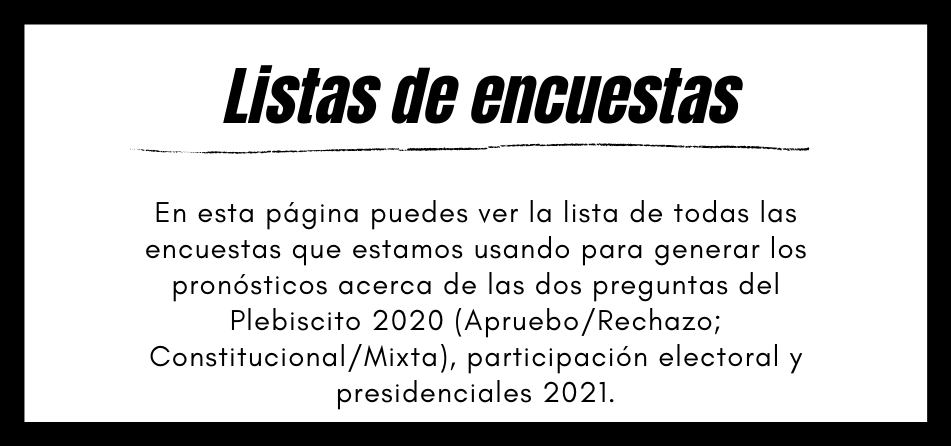 Listas de encuestas
En esta página puedes ver la lista de todas las
encuestas que estamos usando para generar los
pronósticos acerca de las dos preguntas del
Plebiscito 2020 (Apruebo/Rechazo;
Constitucional/Mixta), participación electoral y
presidenciales 2021.